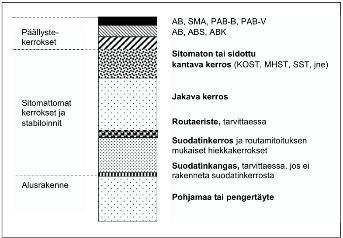 Päällyste-
kerrokset
Sitomattomat
kerrokset ja
stabiloinnit
Alusrakenne
AB, SMA, PAB-B, PAB-V
AB, ABS, ABK
Sitomaton tai sidottu
kantava kerros (KOST, MHST, SST, jne)
Jakava kerros
Routaeriste, tarvittaessa
Suodatinkerros ja routamitoituksen
mukaiset hiekkakerrokset
Suodatinkangas, tarvittaessa, jos ei
rakenneta suodatinkerrosta
Pohjamaa tai pengertäyte